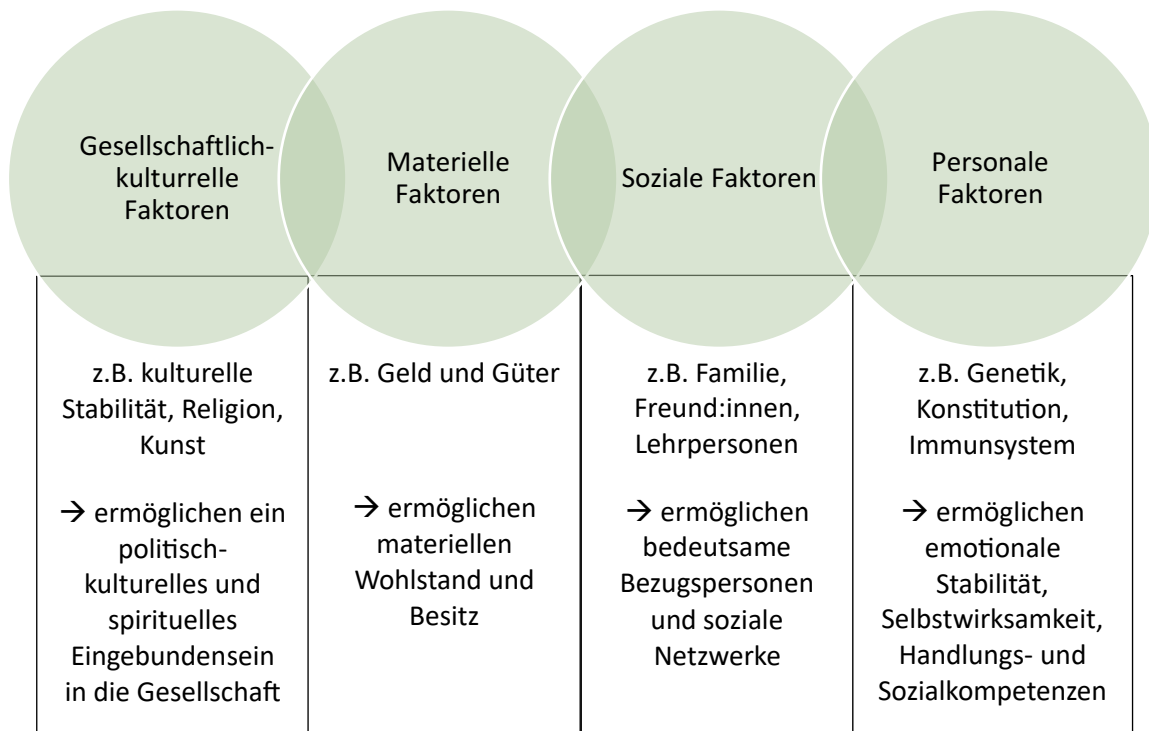 Gesellschaftlich-
kulturrelle
Faktoren
Materielle
Faktoren
Soziale Faktoren
Personale
Faktoren
z.B. kulturelle
Stabilität, Religion,
Kunst
→ ermöglichen ein
politisch-
kulturelles und
spirituelles
Eingebundensein
in die Gesellschaft
z.B. Geld und Güter
→ ermöglichen
materiellen
Wohlstand und
Besitz
z.B. Familie,
Freund:innen,
Lehrpersonen
→ ermöglichen
bedeutsame
Bezugspersonen
und soziale
Netzwerke
z.B. Genetik,
Konstitution,
Immunsystem
→ ermöglichen
emotionale
Stabilität,
Selbstwirksamkeit,
Handlungs- und
Sozialkompetenzen